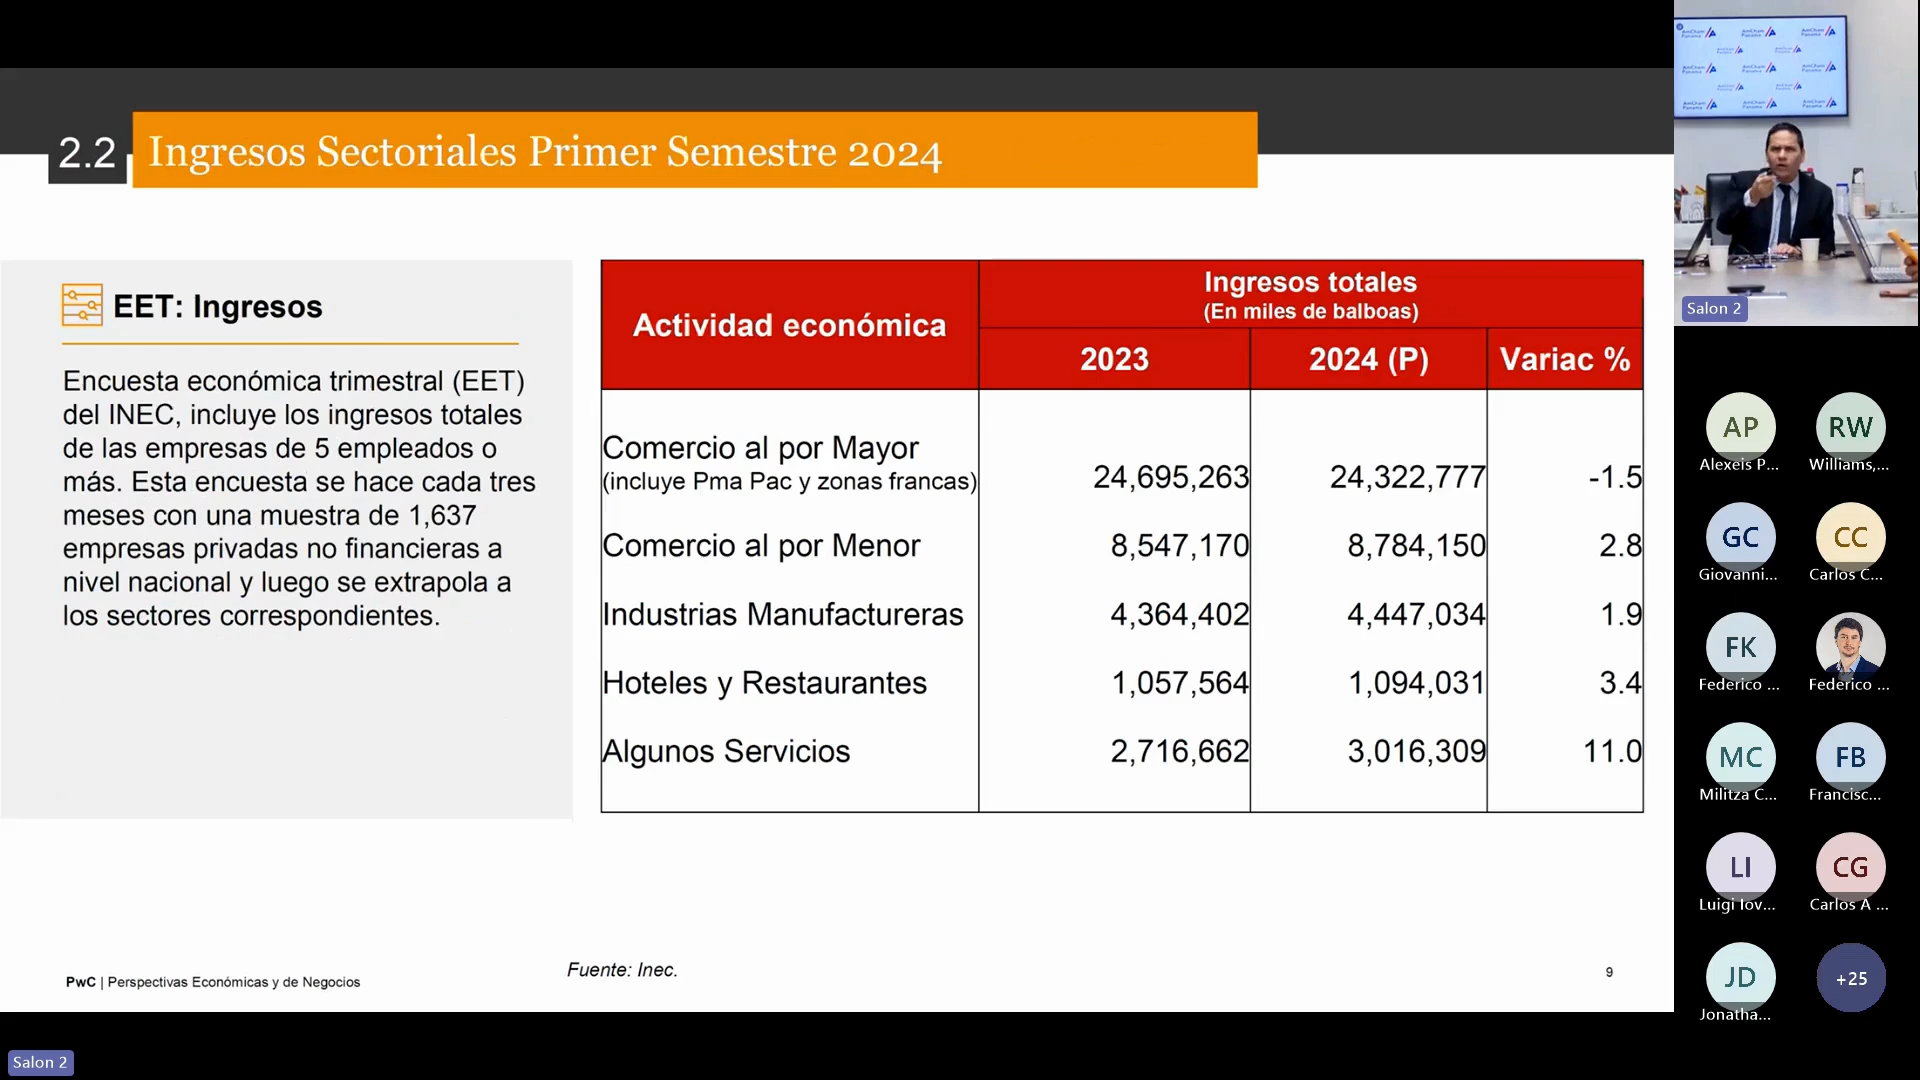 2.2 Ingresos Sectoriales Primer Semestre 2024
EET: Ingresos
Encuesta económica trimestral (EET)
del INEC, incluye los ingresos totales
de las empresas de 5 empleados o
más. Esta encuesta se hace cada tres
meses con una muestra de 1,637
empresas privadas no financieras a
nivel nacional y luego se extrapola a
los sectores correspondientes.
Actividad económica
Ingresos totales
(En miles de balboas)
2023 2024 (P) Variac %
Comercio al por Mayor
(incluye Pma Pac y zonas francas) 24,695,263 24,322,777 -1.5
Comercio al por Menor 8,547,170 8,784,150 2.8
Industrias Manufactureras 4,364,402 4,447,034 1.9
Hoteles y Restaurantes 1,057,564 1,094,031 3.4
Algunos Servicios 2,716,662 3,016,309 11.0
Fuente: Inec.
PwC | Perspectivas Económicas y de Negocios
9
Salon 2
AmCham
Panama
Salon 2
AP
Alexeis P...
RW
Williams,...
GC
Giovanni...
CC
Carlos C...
FK
Federico ...
Federico ...
MC
Militza C...
FB
Francisc...
LI
Luigi Iov...
CG
Carlos A ...
JD
Jonatha...
+25